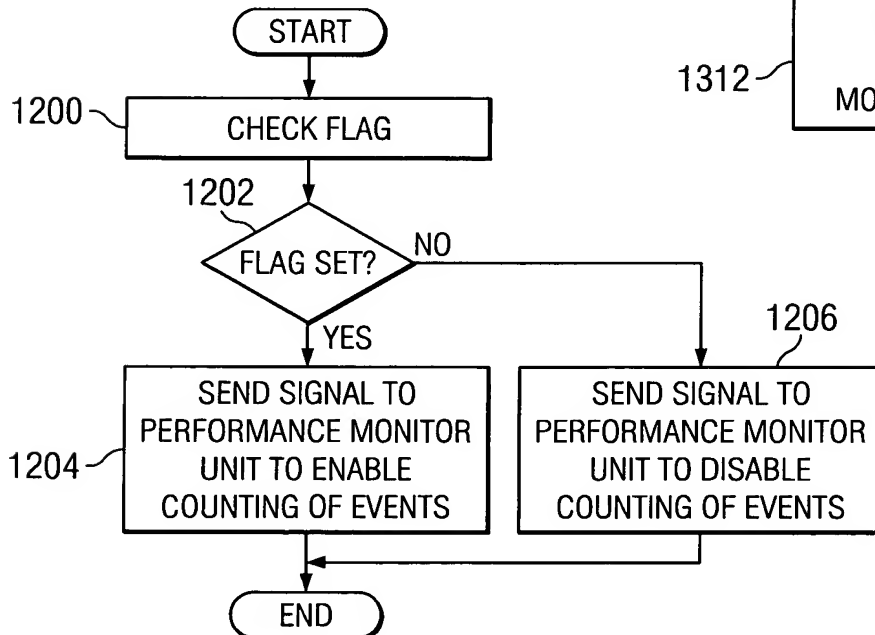 START
1312
MO
1200
CHECK FLAG
1202
FLAG SET?
NO
YES
1206
1204
SEND SIGNAL TO
PERFORMANCE MONITOR
UNIT TO ENABLE
COUNTING OF EVENTS
SEND SIGNAL TO
PERFORMANCE MONITOR
UNIT TO DISABLE
COUNTING OF EVENTS
END